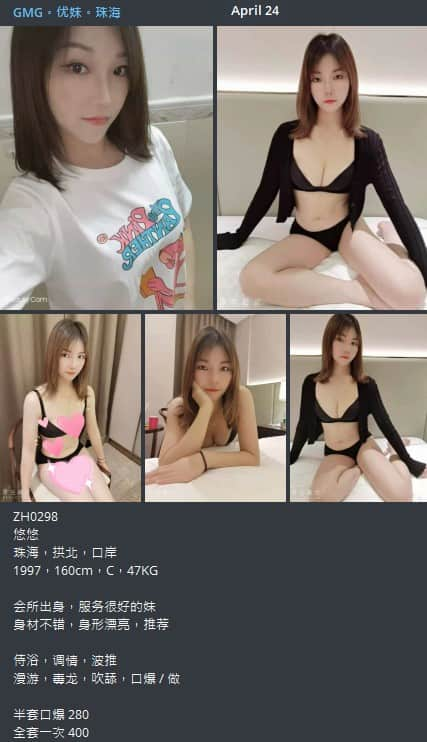 GMG。优妹。珠海
April 24
ZH0298
悠悠
珠海，拱北，口岸
1997，160cm，C，47KG
会所出身，服务很好的妹
身材不错，身形漂亮，推荐
侍浴，调情，波推
漫游，毒龙，吹舔，口爆 / 做
半套口爆 280
全套一次 400